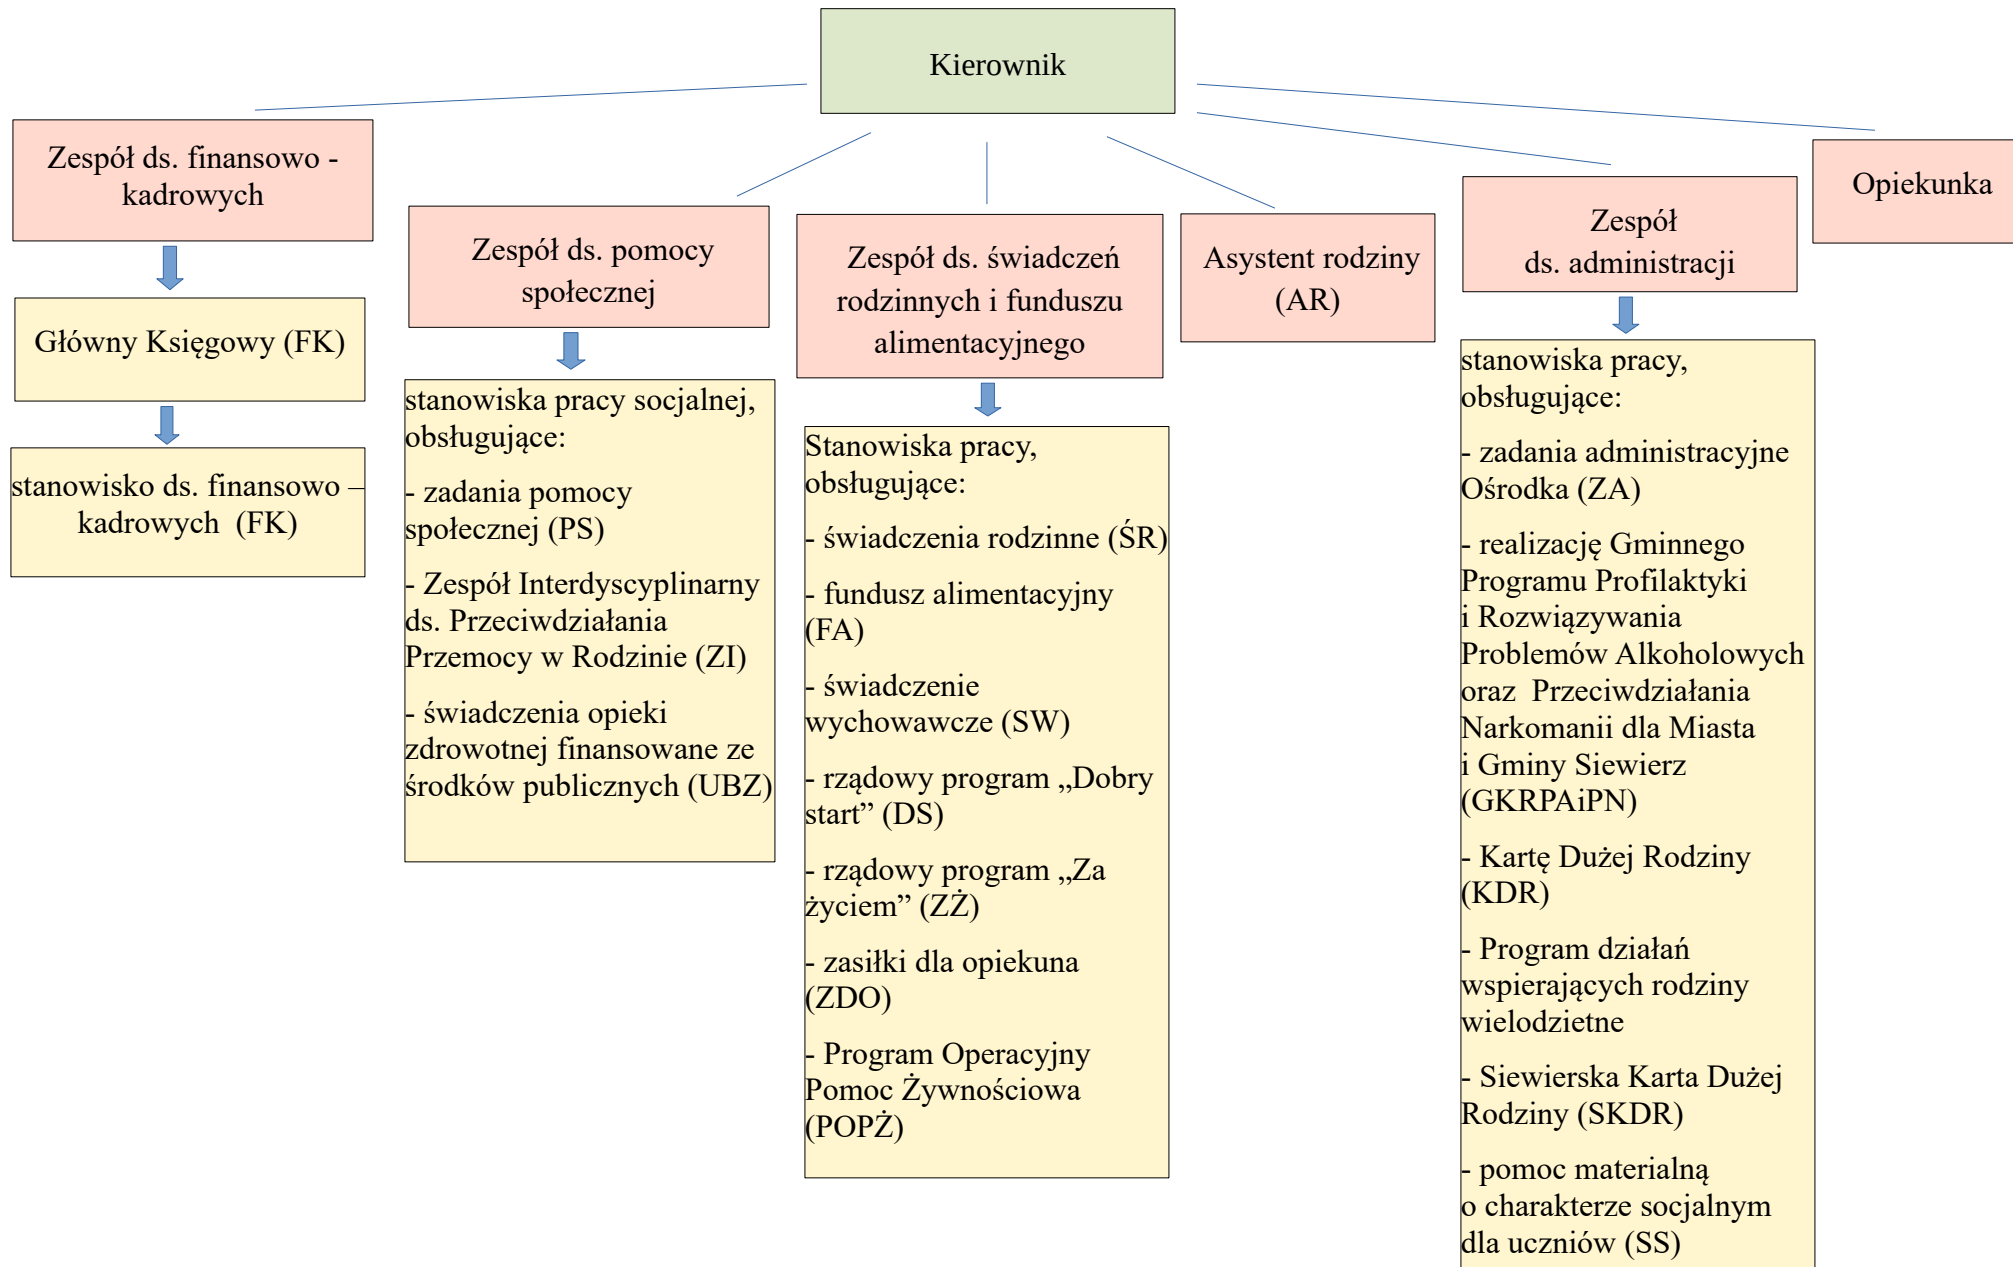 Kierownik
Zespół ds. finansowo -
kadrowych
Główny Księgowy (FK)
stanowisko ds. finansowo –
kadrowych (FK)
Zespół ds. pomocy
społecznej
stanowiska pracy socjalnej,
obsługujące:
- zadania pomocy
społecznej (PS)
- Zespół Interdyscyplinarny
ds. Przeciwdziałania
Przemocy w Rodzinie (ZI)
- świadczenia opieki
zdrowotnej finansowane ze
środków publicznych (UBZ)
Zespół ds. świadczeń
rodzinnych i funduszu
alimentacyjnego
Stanowiska pracy,
obsługujące:
- świadczenia rodzinne (ŚR)
- fundusz alimentacyjny
(FA)
- świadczenie
wychowawcze (SW)
- rządowy program „Dobry
start” (DS)
- rządowy program „Za
życiem” (ZŻ)
- zasiłki dla opiekuna
(ZDO)
- Program Operacyjny
Pomoc Żywnościowa
(POPŻ)
Asystent rodziny
(AR)
Zespół
ds. administracji
stanowiska pracy,
obsługujące:
- zadania administracyjne
Ośrodka (ZA)
- realizację Gminnego
Programu Profilaktyki
i Rozwiązywania
Problemów Alkoholowych
oraz Przeciwdziałania
Narkomanii dla Miasta
i Gminy Siewierz
(GKRPAiPN)
- Kartę Dużej Rodziny
(KDR)
- Program działań
wspierających rodziny
wielodzietne
- Siewierska Karta Dużej
Rodziny (SKDR)
- pomoc materialną
o charakterze socjalnym
dla uczniów (SS)
Opiekunka